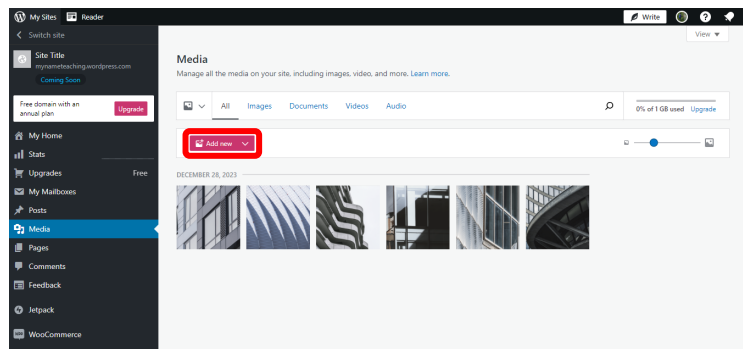 My Sites Reader Write
Switch site
View
Site Title
mynameteaching.wordpress.com
Coming Soon
Free domain with an
annual plan
Upgrade
My Home
Stats
Upgrades Free
My Mailboxes
Posts
Media
Pages
Comments
Feedback
Jetpack
WooCommerce
Media
Manage all the media on your site, including images, video, and more. Learn more.
All Images Documents Videos Audio
0% of 1 GB used Upgrade
Add new
DECEMBER 28, 2023